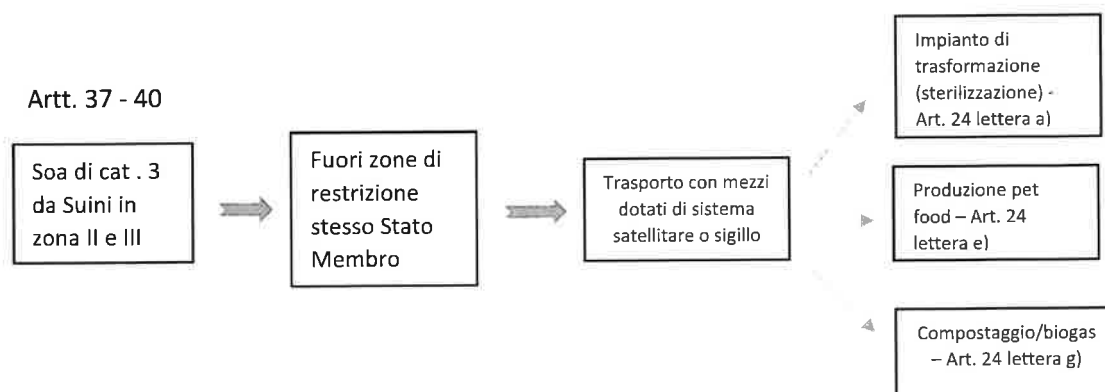 Artt. 37 - 40
Soa di cat . 3
da Suini in
zona II e III
Fuori zone di
restrizione
stesso Stato
Membro
Trasporto con mezzi
dotati di sistema
satellitare o sigillo
Impianto di
trasformazione
(sterilizzazione) -
Art. 24 lettera a)
Produzione pet
food – Art. 24
lettera e)
Compostaggio/biogas
– Art. 24 lettera g)